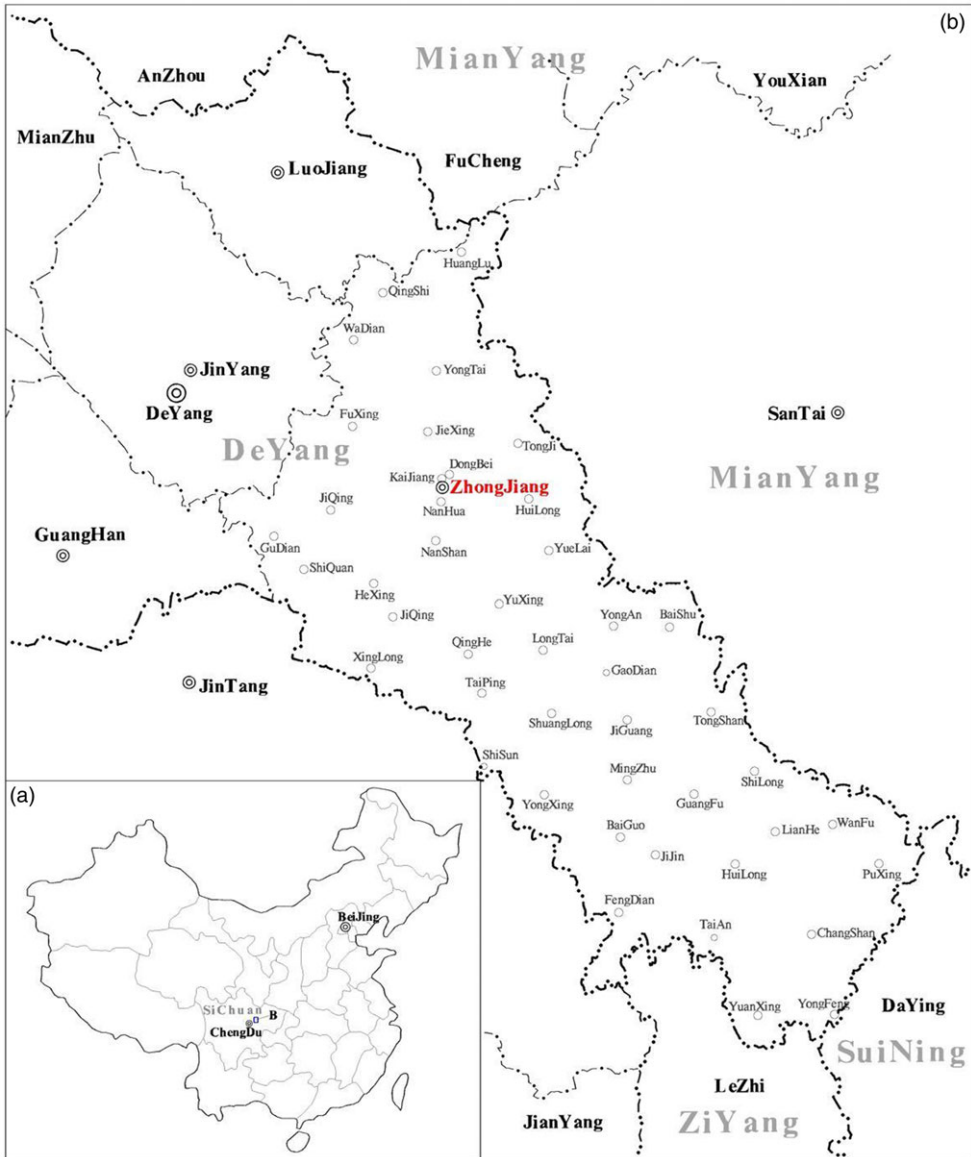 (b)
MianYang
AnZhou
YouXian
MianZhu
FuCheng
LuoJiang
HuangLu
QingShi
WaDian
JinYang
YongTai
DeYang
FuXing
SanTai
JieXing
TongJi
DeYang
DongBei
MianYang
KaiJiang
ZhongJiang
JiQing
NanHua
HuiLong
GuangHan
GuDian
NanShan
YueLai
ShiQuan
HeXing
YuXing
JiQing
YongAn
BaiShu
QingHe
LongTai
XingLong
GaoDian
JinTang
TaiPing
ShuangLong
JiGuang
TongShan
ShiSun
MingZhu
ShiLong
(a)
YongXing
GuangFu
BaiGuo
LianHe
WanFu
JiJin
HuiLong
PuXing
FengDian
BeiJing
TaiAn
ChangShan
SiChuan
B
ChengDu
YuanXing
YongFeng
DaYing
SuiNing
LeZhi
JianYang
ZiYang